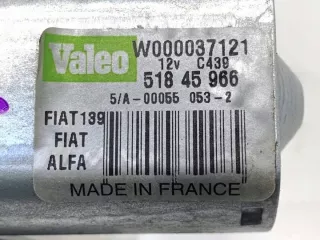 Valeo W000037121
12v C439
518 45 966
5/A-00055 053-2
FIAT139
FIAT
ALFA
MADE IN FRANCE